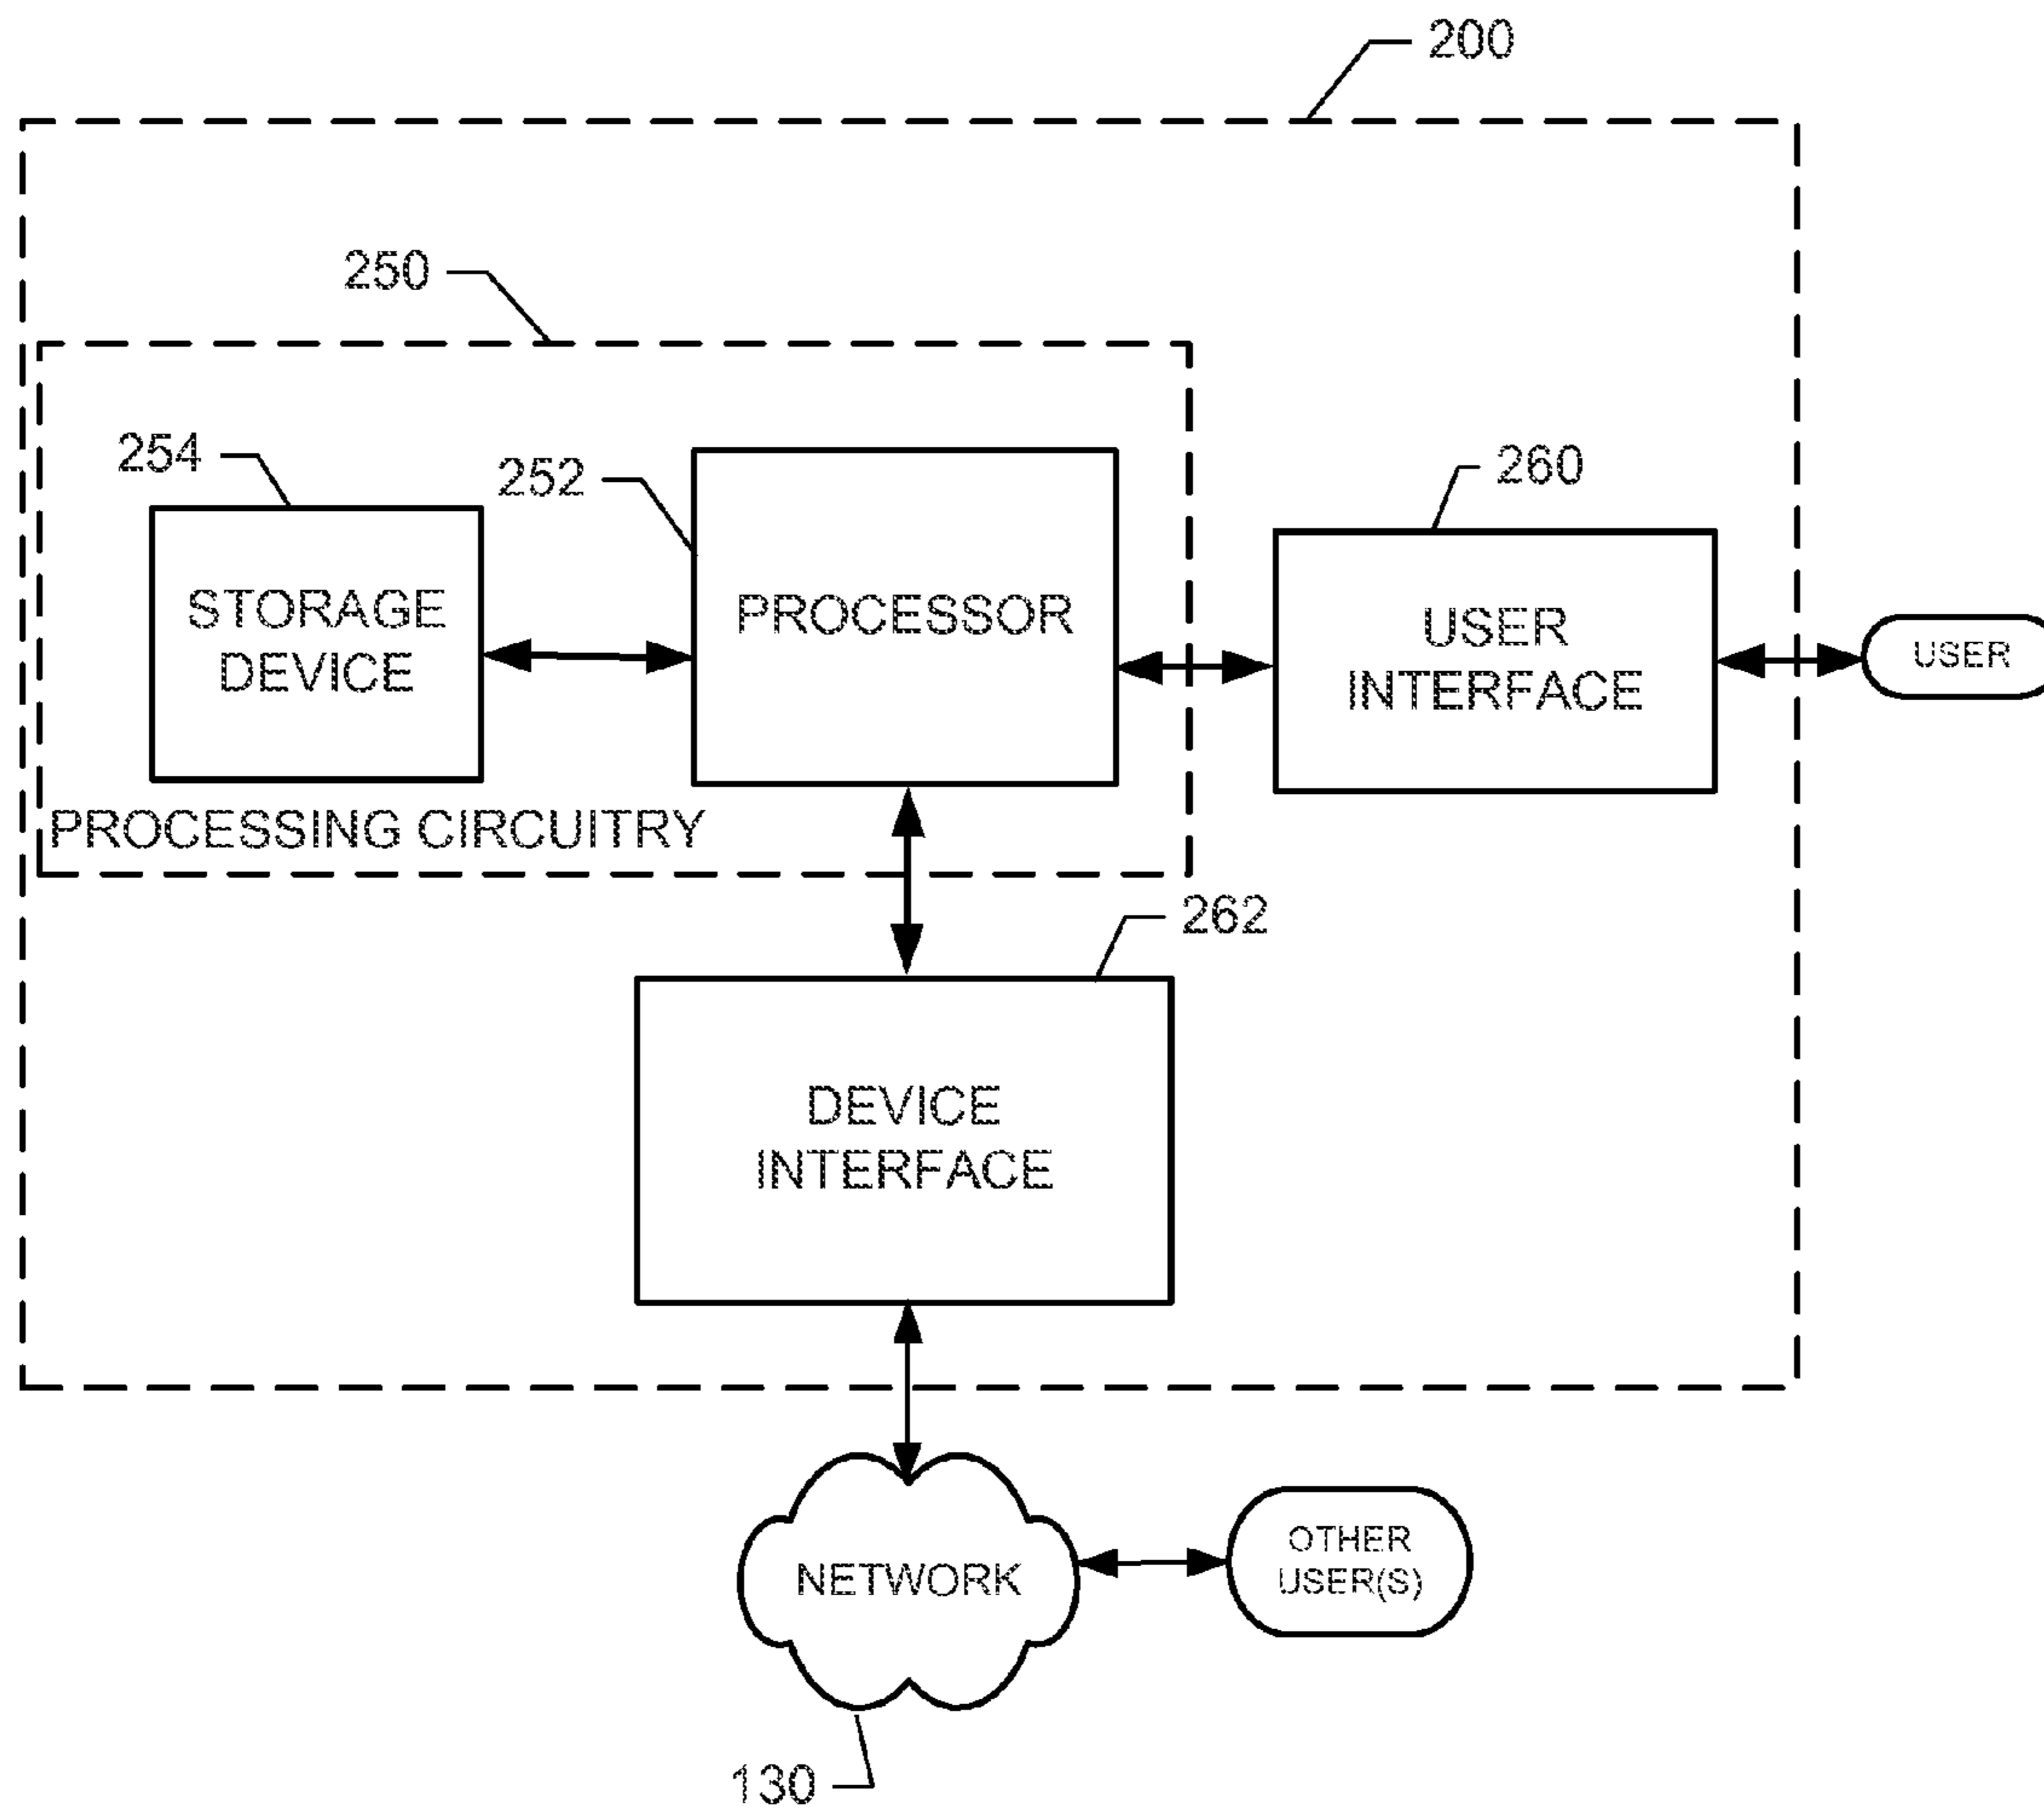 200
250
254
252
260
STORAGE
DEVICE
PROCESSOR
USER
INTERFACE
USER
PROCESSING CIRCUITRY
262
DEVICE
INTERFACE
NETWORK
OTHER
USER(S)
130